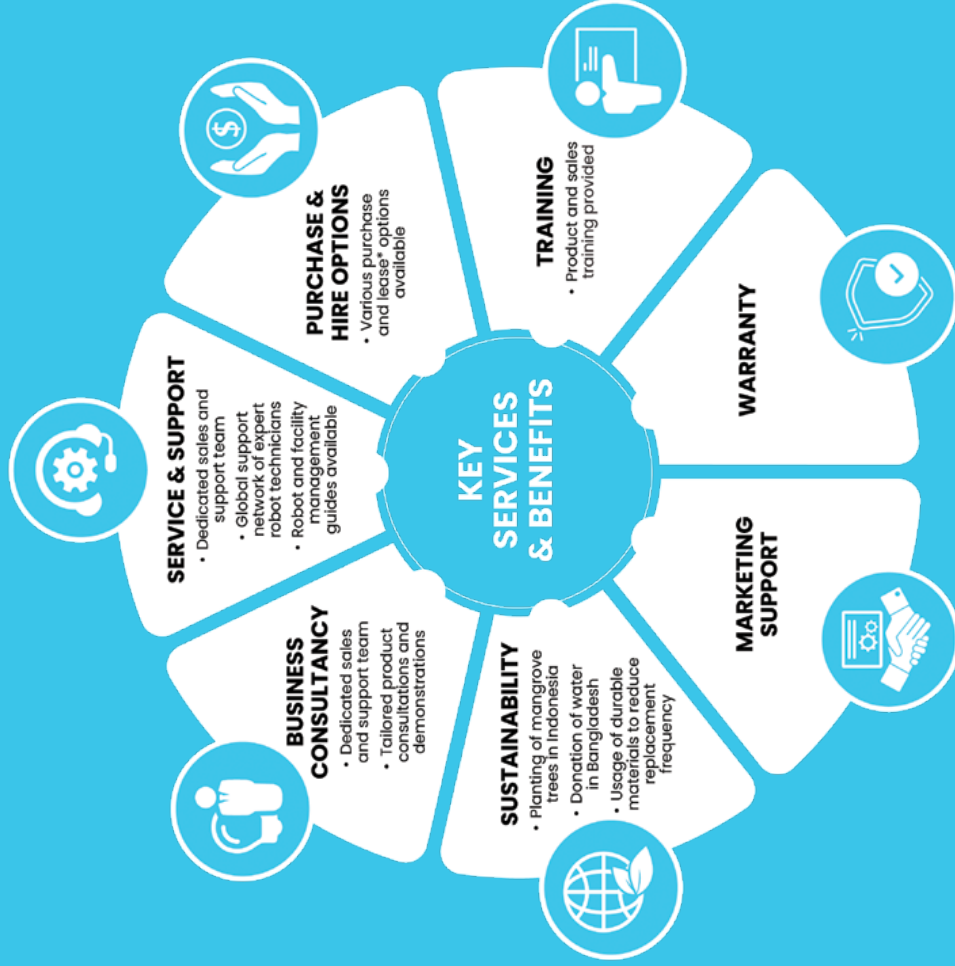 KEY
SERVICES
& BENEFITS
SERVICE & SUPPORT
• Dedicated sales and
support team
• Global support
network of expert
robot technicians
• Robot and facility
management
guides available
PURCHASE &
HIRE OPTIONS
• Various purchase
and lease* options
available
TRAINING
• Product and sales
training provided
WARRANTY
MARKETING
SUPPORT
SUSTAINABILITY
• Planting of mangrove
trees in Indonesia
• Donation of water
in Bangladesh
• Usage of durable
materials to reduce
replacement
frequency
BUSINESS
CONSULTANCY
• Dedicated sales
and support team
• Tailored product
consultations and
demonstrations
$